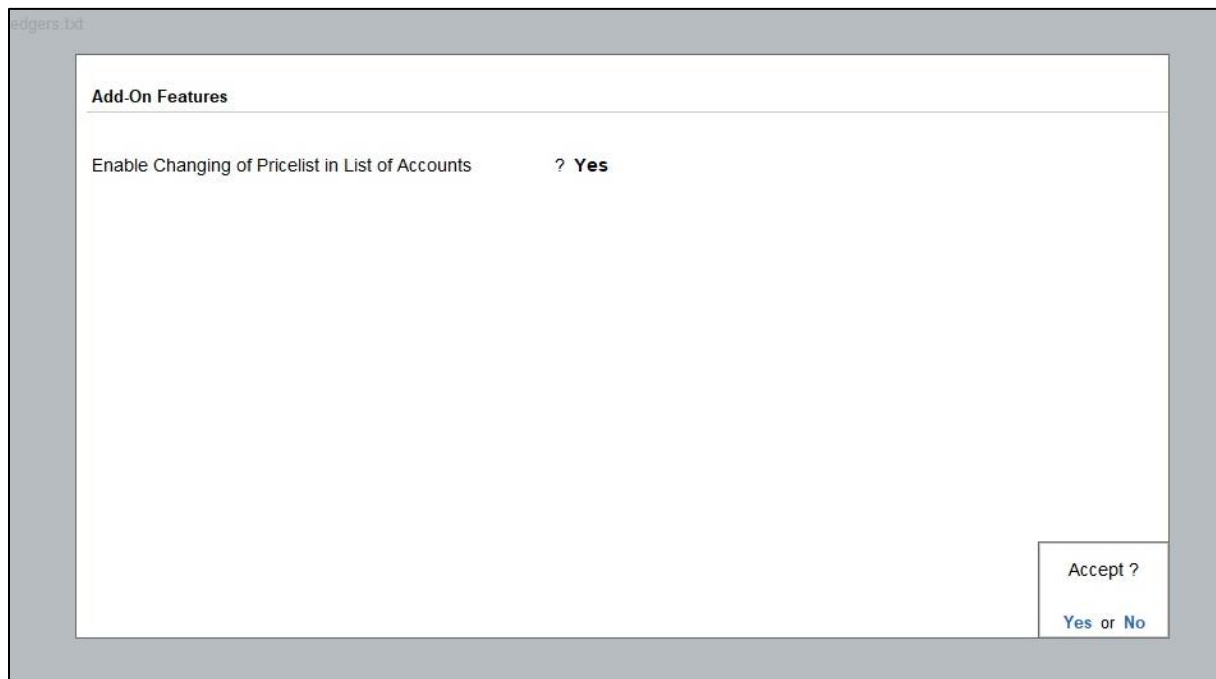 edgers.txt
Add-On Features
Enable Changing of Pricelist in List of Accounts ? Yes
Accept ?
Yes or No